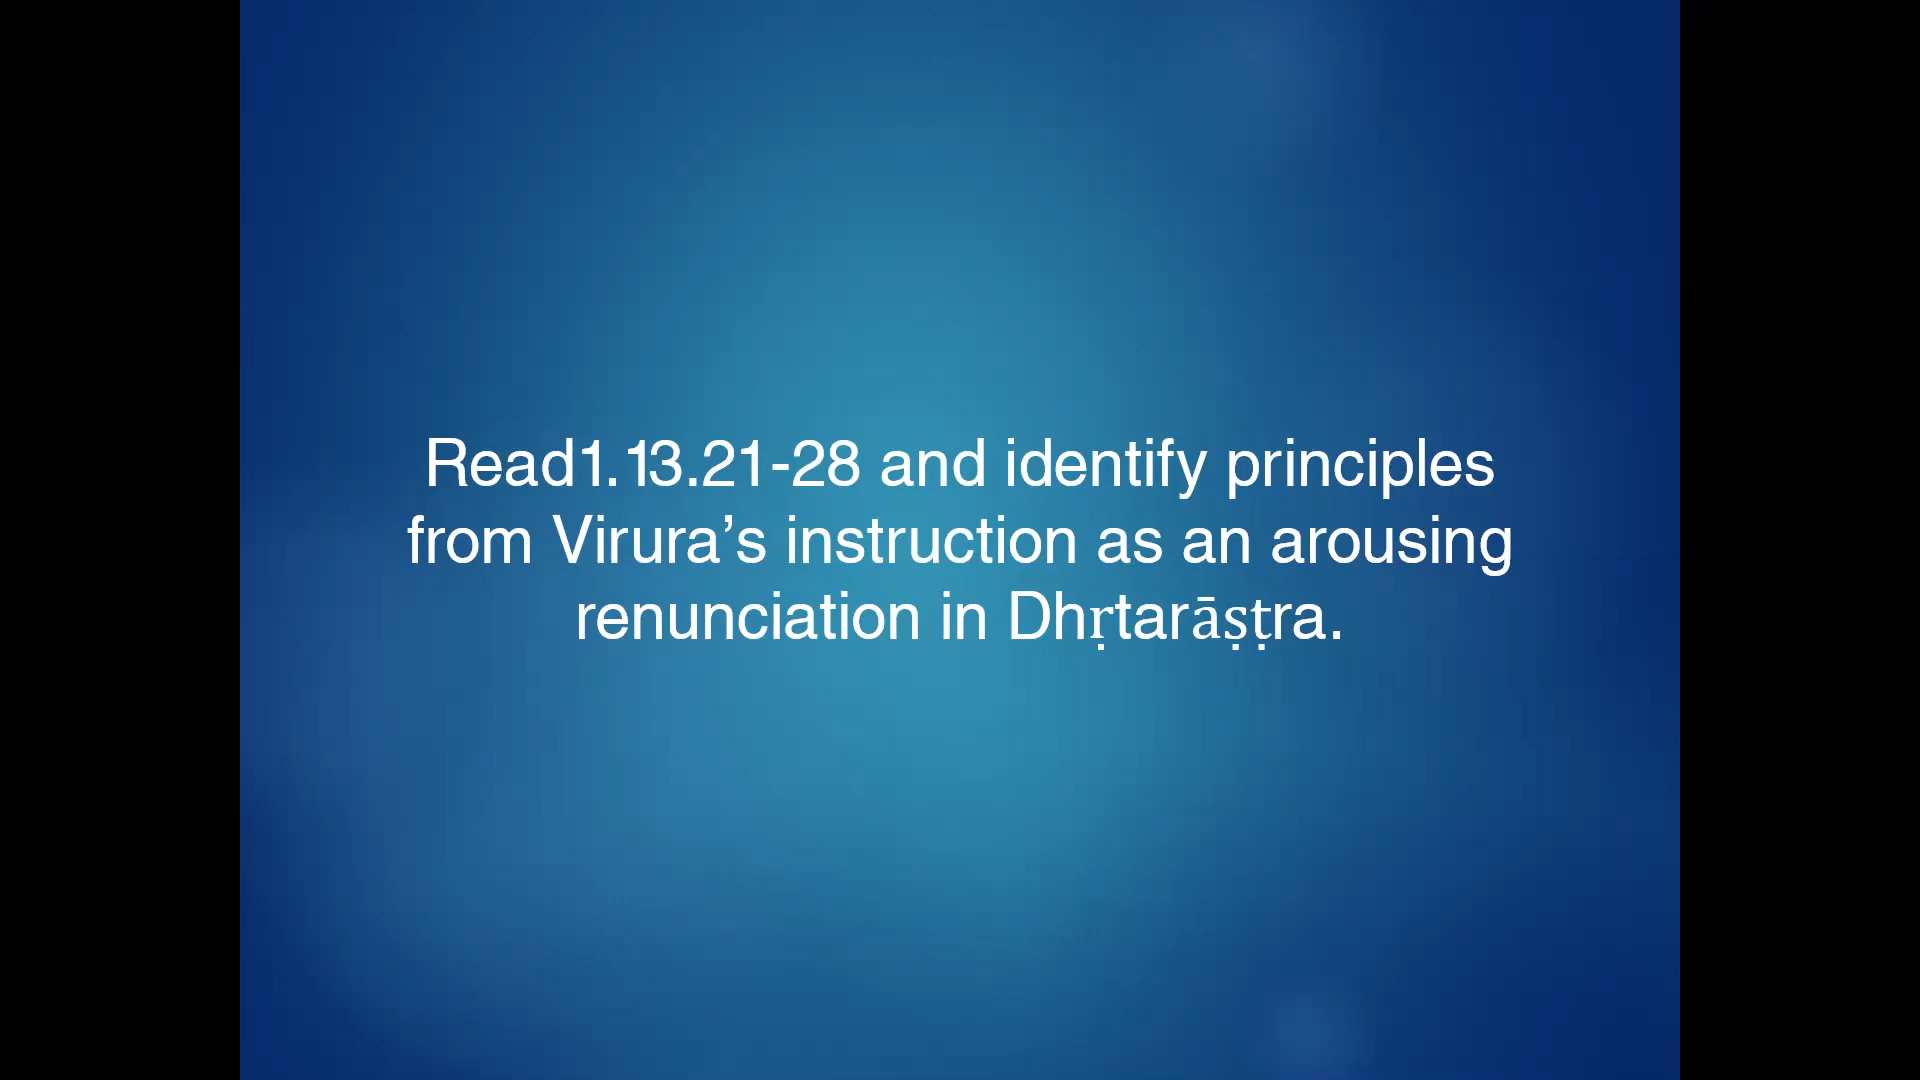 Read1.13.21-28 and identify principles
from Virura’s instruction as an arousing
renunciation in Dhṛtarāṣṭra.